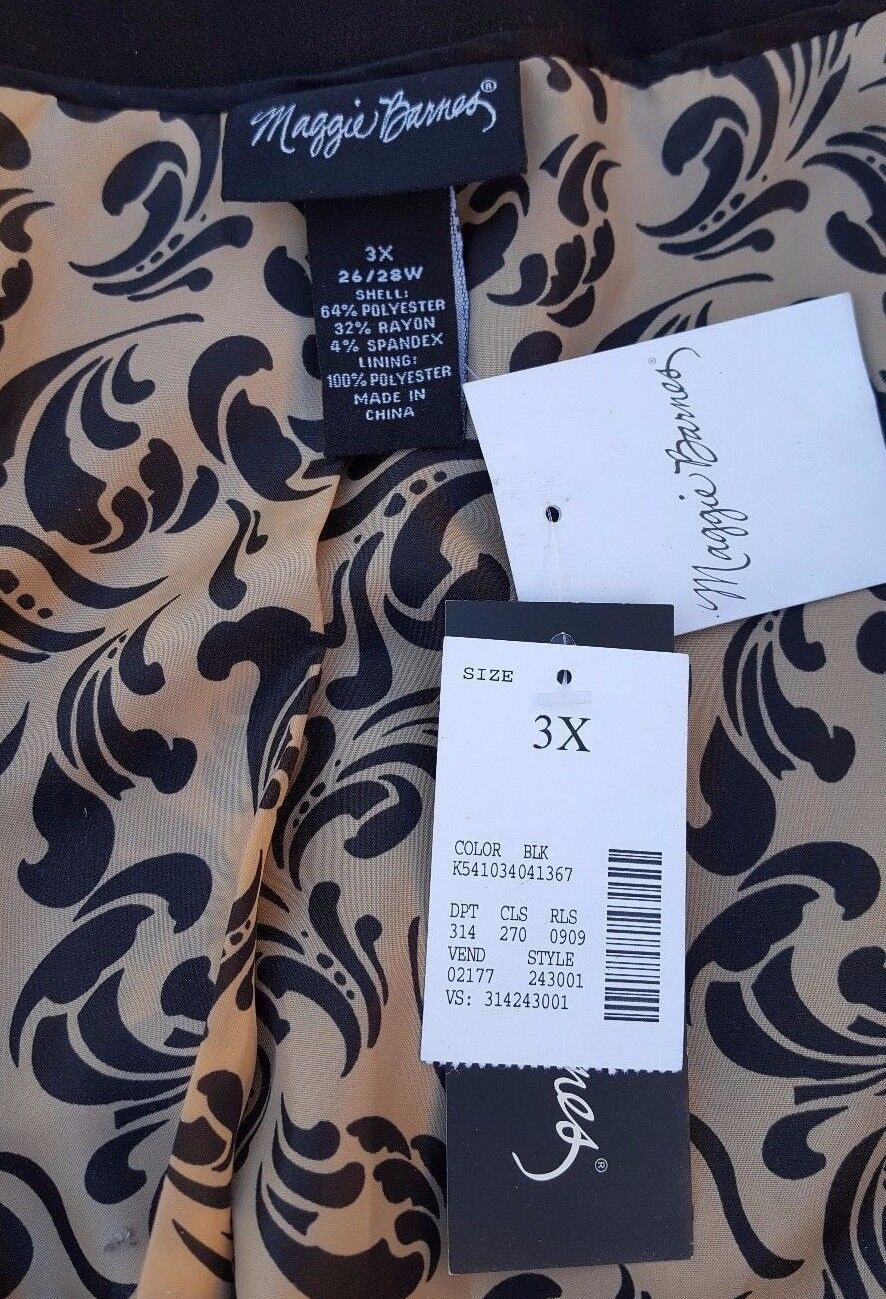 Maggie Barnes®
3X
26/28W
SHELL:
64% POLYESTER
32% RAYON
4% SPANDEX
LINING:
100% POLYESTER
MADE IN
CHINA
Maggie Barnes®
SIZE
3X
COLOR BLK
K541034041367
DPT CLS RLS
314 270 0909
VEND STYLE
02177 243001
VS: 314243001
nes®